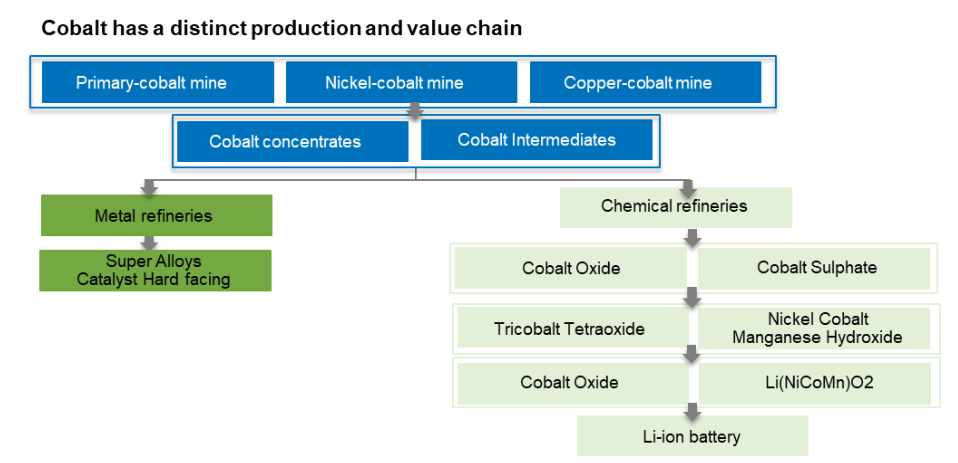 Cobalt has a distinct production and value chain
Primary-cobalt mine
Nickel-cobalt mine
Copper-cobalt mine
Cobalt concentrates
Cobalt Intermediates
Metal refineries
Chemical refineries
Super Alloys
Catalyst Hard facing
Cobalt Oxide
Cobalt Sulphate
Tricobalt Tetraoxide
Nickel Cobalt
Manganese Hydroxide
Cobalt Oxide
Li(NiCoMn)O2
Li-ion battery